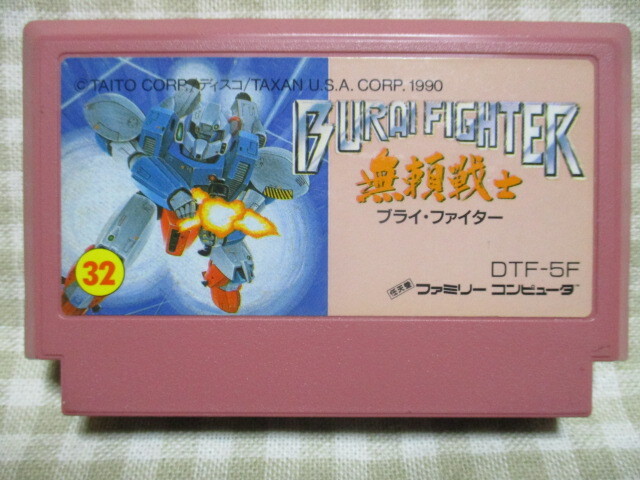 © TAITO CORP./ディスコ/TAXAN U.S.A. CORP. 1990
BURAI FIGHTER
無頼戦士
ブライ・ファイター
32
DTF-5F
任天堂 ファミリー コンピュータ